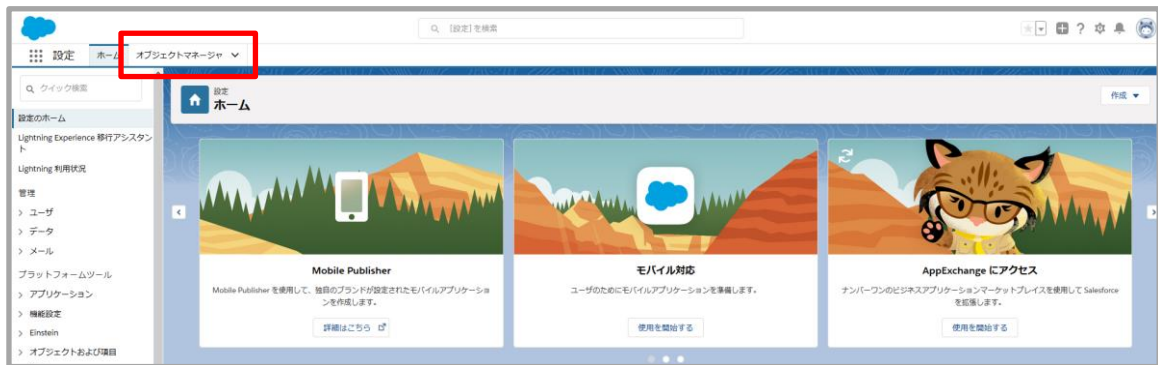 [設定] を検索
設定
ホーム
オブジェクトマネージャ
クイック検索
設定のホーム
Lightning Experience 移行アシスタン
ト
Lightning 利用状況
管理
ユーザ
データ
メール
プラットフォームツール
アプリケーション
機能設定
Einstein
オブジェクトおよび項目
設定
ホーム
作成
Mobile Publisher
Mobile Publisher を使用して、独自のブランドが設定されたモバイルアプリケーショ
ンを作成します。
詳細はこちら
モバイル対応
ユーザのためにモバイルアプリケーションを準備します。
使用を開始する
AppExchange にアクセス
ナンバーワンのビジネスアプリケーションマーケットプレイスを使用して Salesforce
を拡張します。
使用を開始する